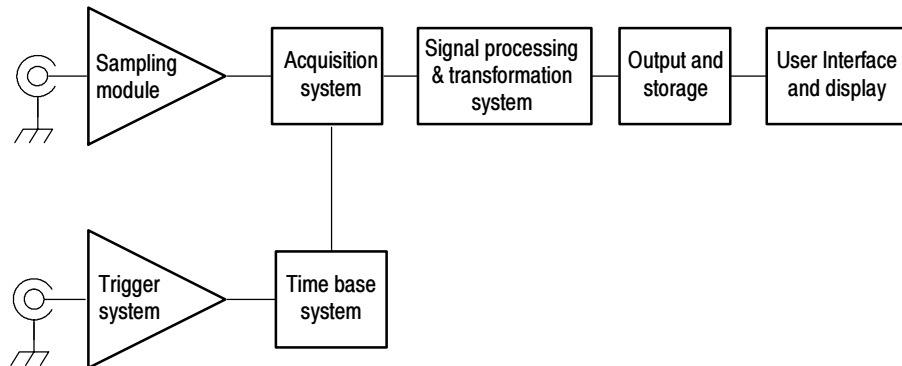 Sampling
module
Acquisition
system
Signal processing
& transformation
system
Output and
storage
User Interface
and display
Trigger
system
Time base
system